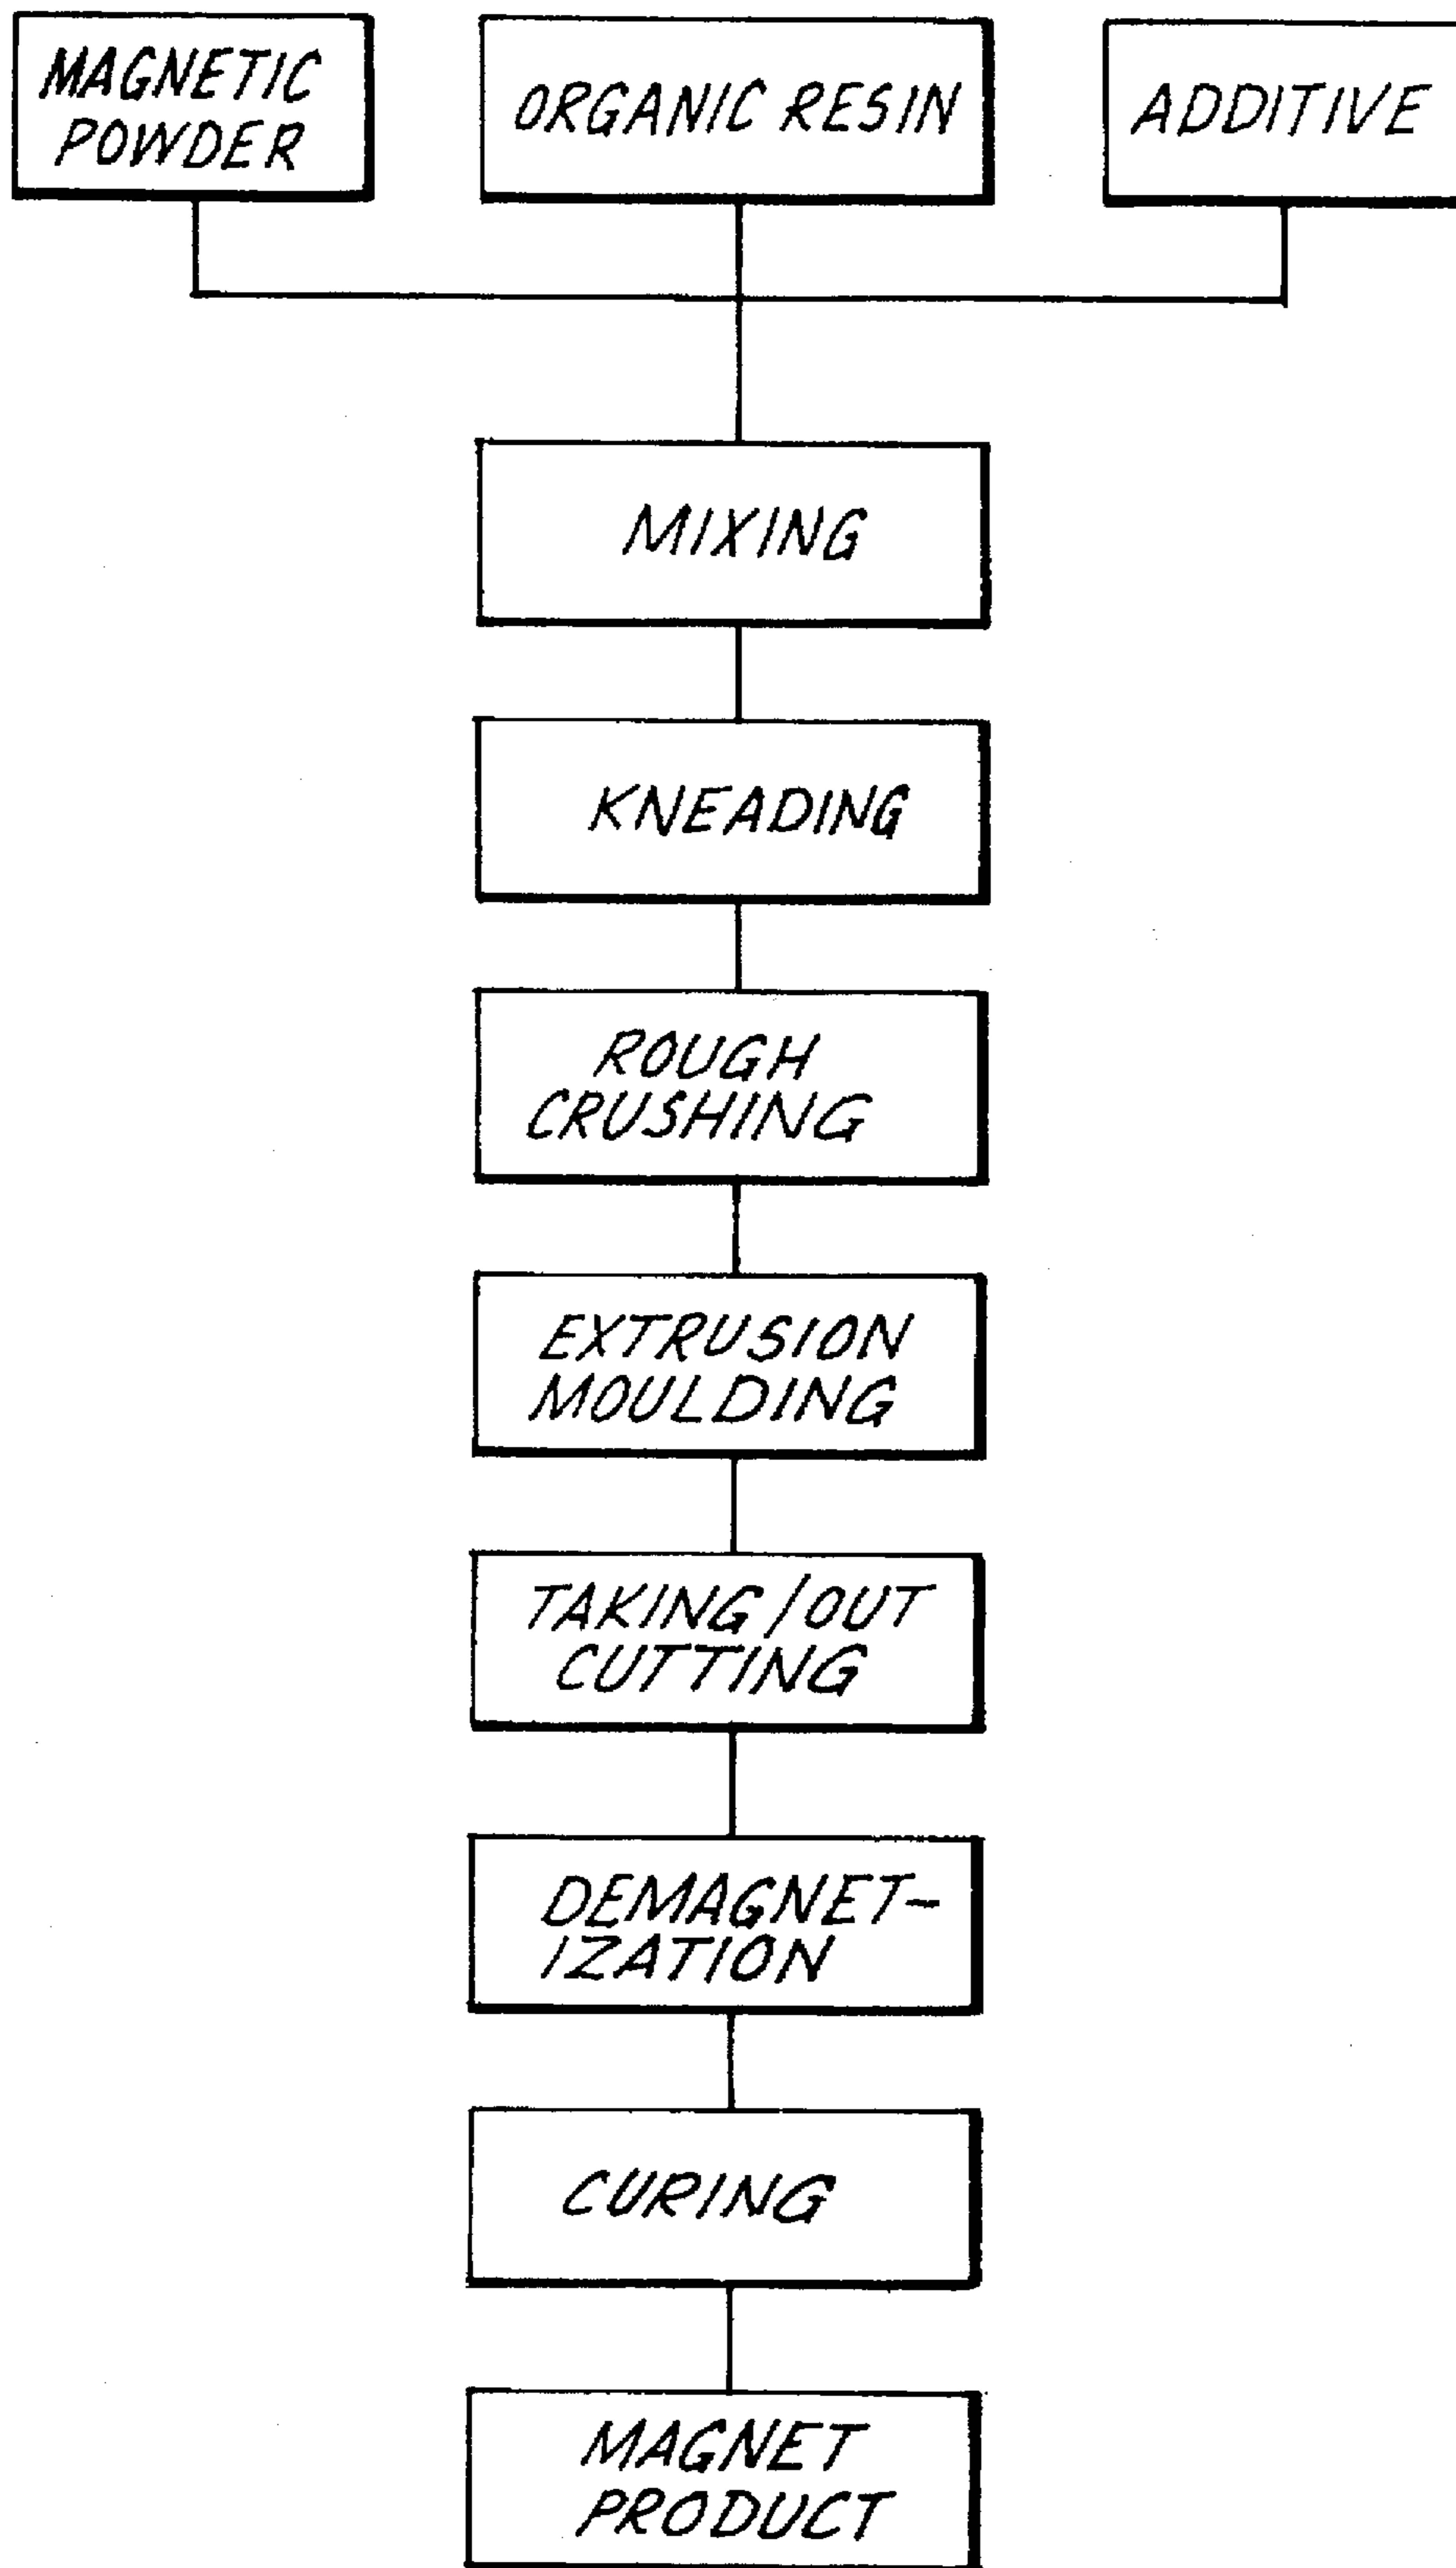 MAGNETIC
POWDER
ORGANIC RESIN
ADDITIVE
MIXING
KNEADING
ROUGH
CRUSHING
EXTRUSION
MOULDING
TAKING/OUT
CUTTING
DEMAGNET-
IZATION
CURING
MAGNET
PRODUCT